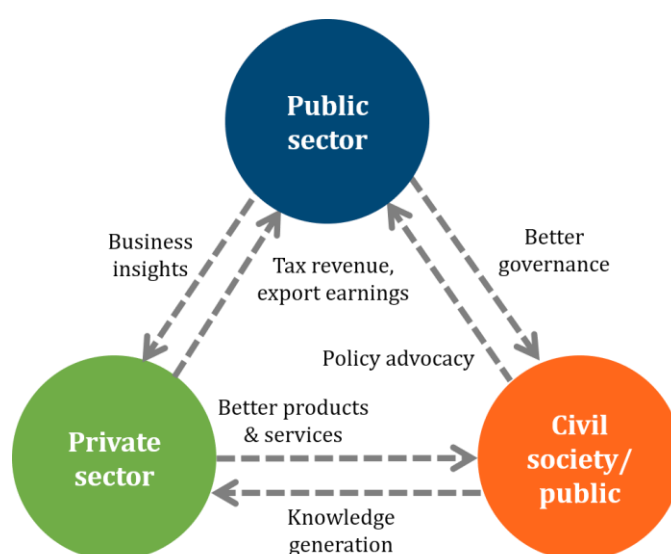 Public
sector
Business
insights
Tax revenue,
export earnings
Better
governance
Policy advocacy
Better products
& services
Private
sector
Civil
society/
public
Knowledge
generation